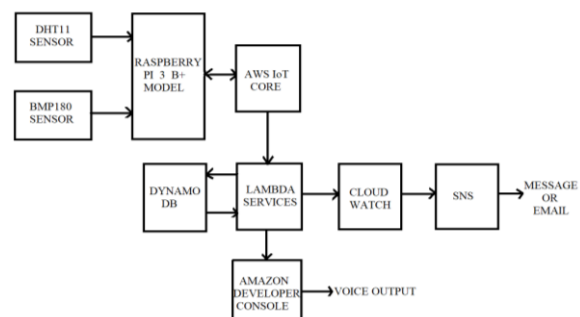 DHT11
SENSOR
RASPBERRY
PI 3 B+
MODEL
AWS IoT
CORE
BMP180
SENSOR
DYNAMO
DB
LAMBDA
SERVICES
CLOUD
WATCH
SNS
MESSAGE
OR
EMAIL
AMAZON
DEVELOPER
CONSOLE
VOICE OUTPUT